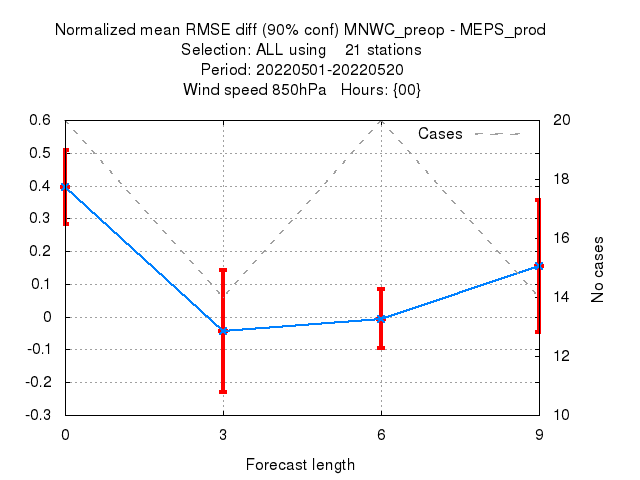 Normalized mean RMSE diff (90% conf) MNWC_preop - MEPS_prod
Selection: ALL using    21 stations
Period: 20220501-20220520
Wind speed 850hPa   Hours: {00}
Cases
0.6
0.5
0.4
0.3
0.2
0.1
0
-0.1
-0.2
-0.3
20
18
16
14
12
10
No cases
0 3 6 9
Forecast length